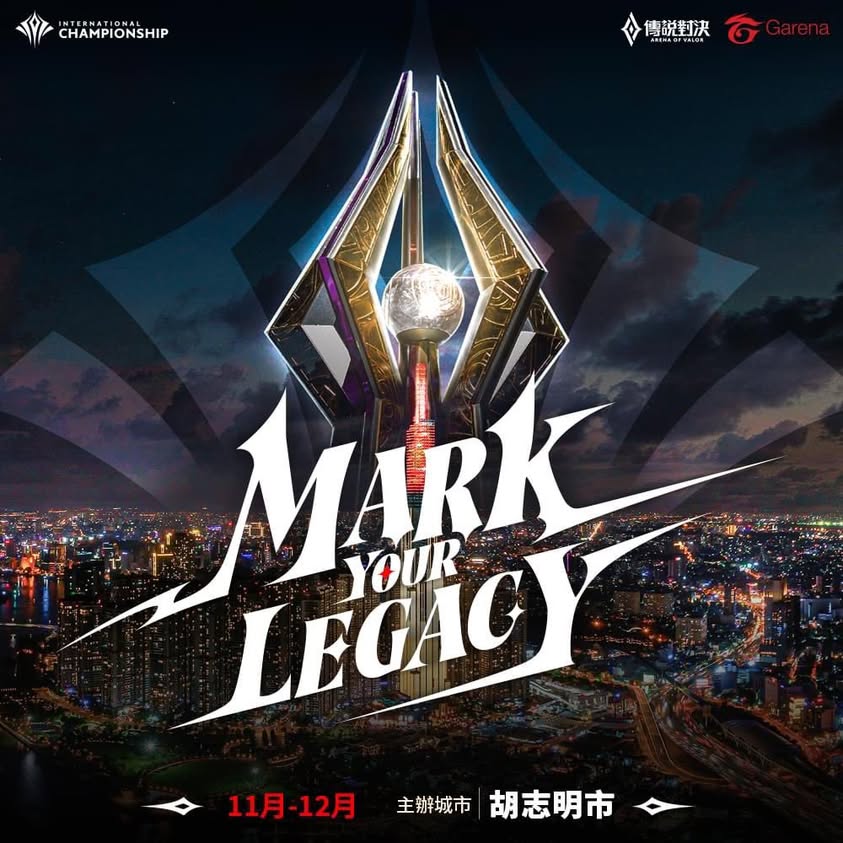 INTERNATIONAL
CHAMPIONSHIP
傳說對決
ARENA OF VALOR
Garena
MARK
YOUR
LEGACY
11月-12月 主辦城市 胡志明市